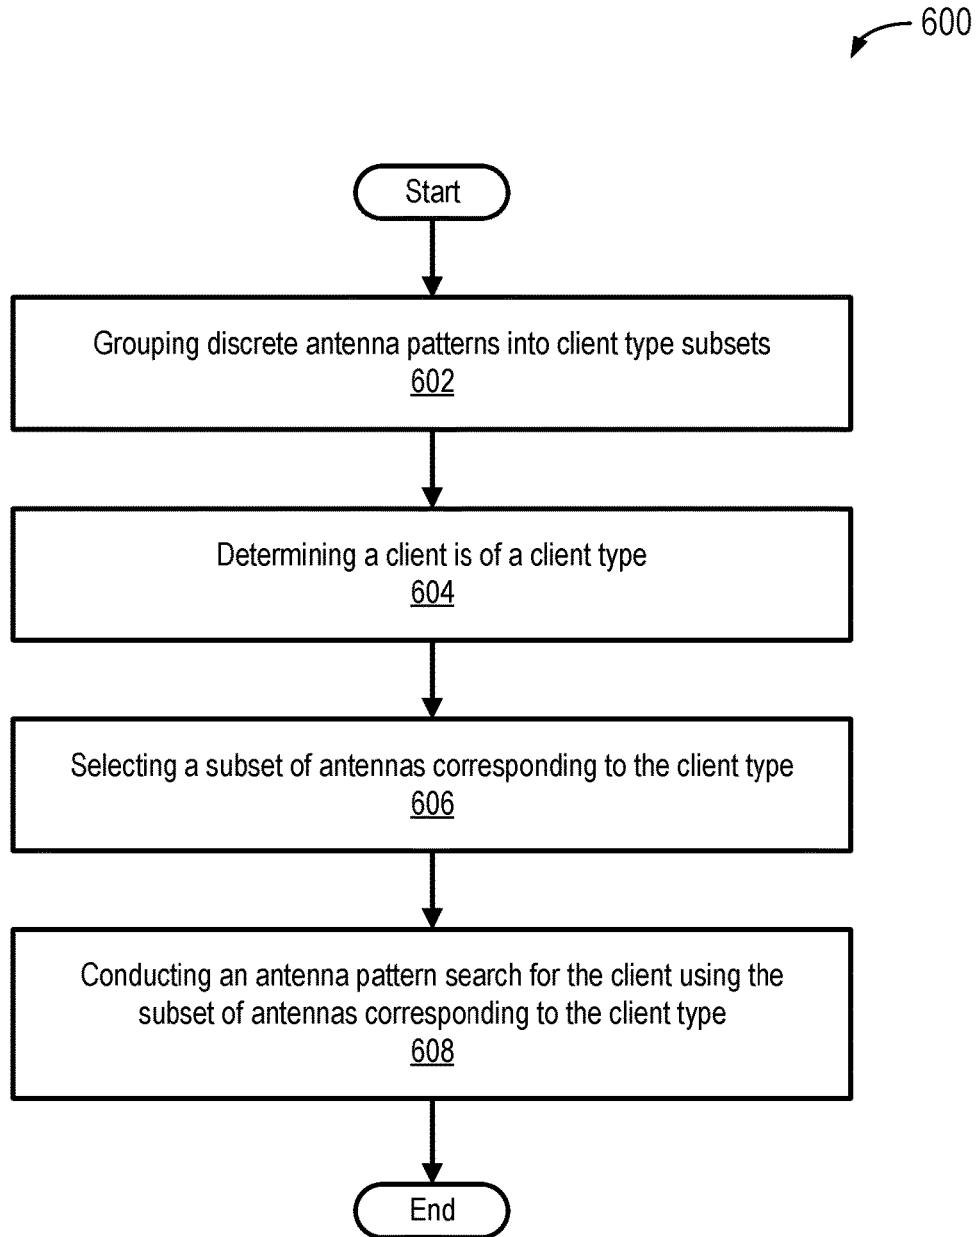 600
Start
Grouping discrete antenna patterns into client type subsets
602
Determining a client is of a client type
604
Selecting a subset of antennas corresponding to the client type
606
Conducting an antenna pattern search for the client using the
subset of antennas corresponding to the client type
608
End